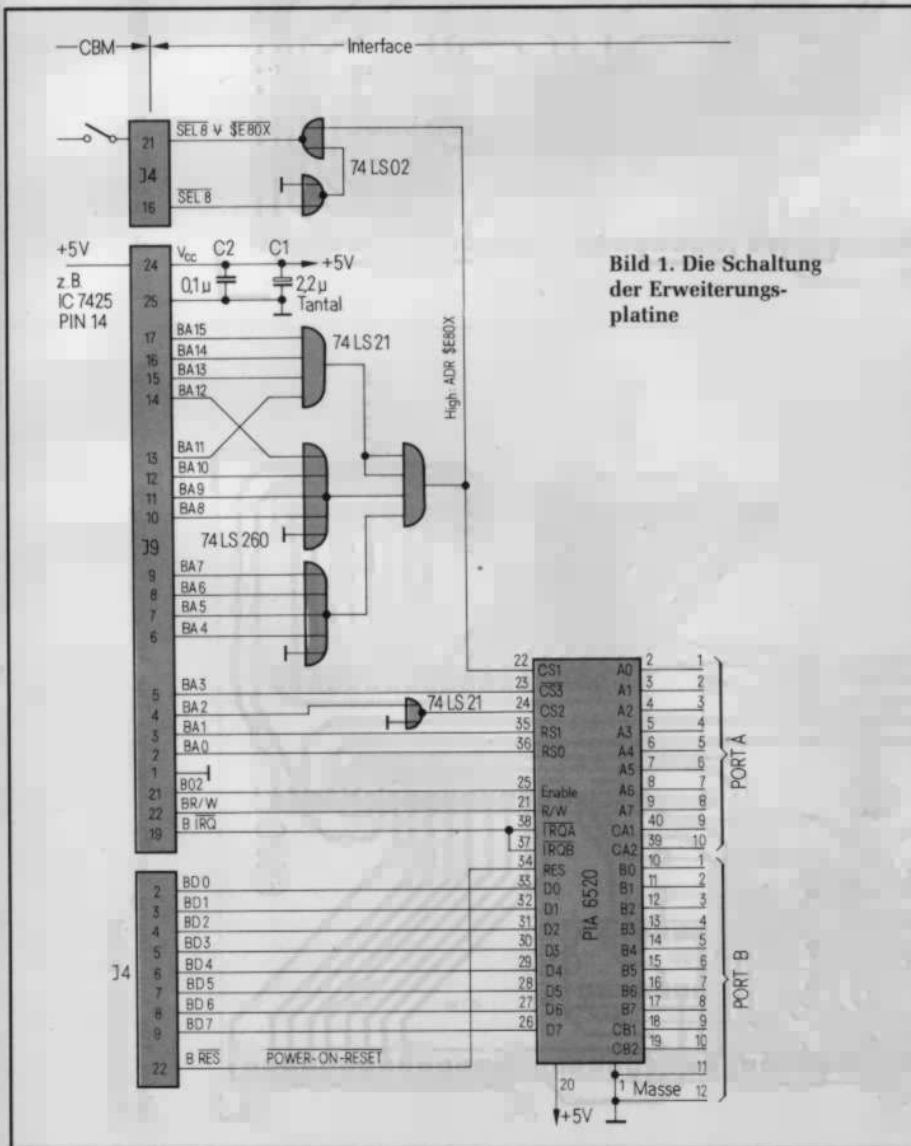 CBM
Interface
21
SEL 8 ∨ $E80X
J4
74 LS02
16
SEL 8
+5V
24
Vcc
C2
C1
+5V
z.B.
0,1µ
2,2µ
IC 7425
25
Tantal
PIN 14
Bild 1. Die Schaltung
der Erweiterungs-
platine
17
BA15
74 LS 21
16
BA14
15
BA13
14
BA12
High: ADR $E80X
13
BA11
12
BA10
11
BA9
10
BA8
J9
74 LS 260
9
BA7
8
BA6
7
BA5
6
BA4
5
BA3
4
BA2
74 LS 21
3
BA1
2
BA0
1
21
BO2
22
BR/W
19
B IRQ
22
CS1
A0
2
1
23
CS3
A1
3
2
24
CS2
A2
4
3
35
RS1
A3
5
4
36
RS0
A4
6
5
A5
7
6
25
Enable
A6
8
7
21
R/W
A7
9
8
38
IRQA
CA1
40
9
37
IRQB
CA2
39
10
PORT A
34
RES
B0
10
1
33
D0
B1
11
2
32
D1
B2
12
3
31
D2
B3
13
4
30
D3
B4
14
5
29
D4
B5
15
6
28
D5
B6
16
7
27
D6
B7
17
8
26
D7
CB1
18
9
CB2
19
10
PORT B
PIA 6520
2
BD0
3
BD1
4
BD2
5
BD3
J4
6
BD4
7
BD5
8
BD6
9
BD7
22
B RES
POWER-ON-RESET
11
20
1
Masse
12
+5V